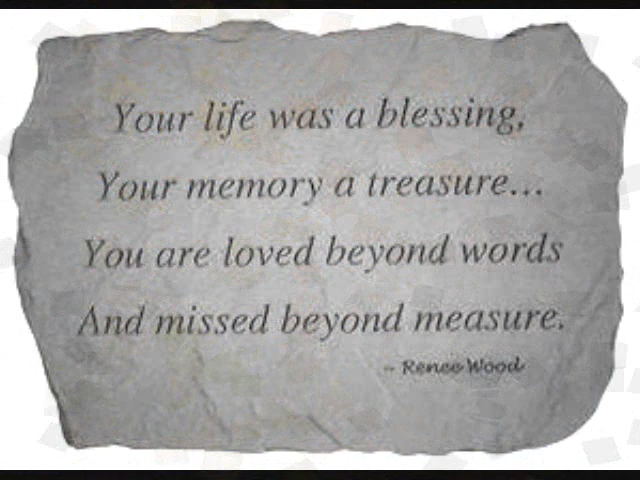 Your life was a blessing,
Your memory a treasure...
You are loved beyond words
And missed beyond measure.
~ Renee Wood